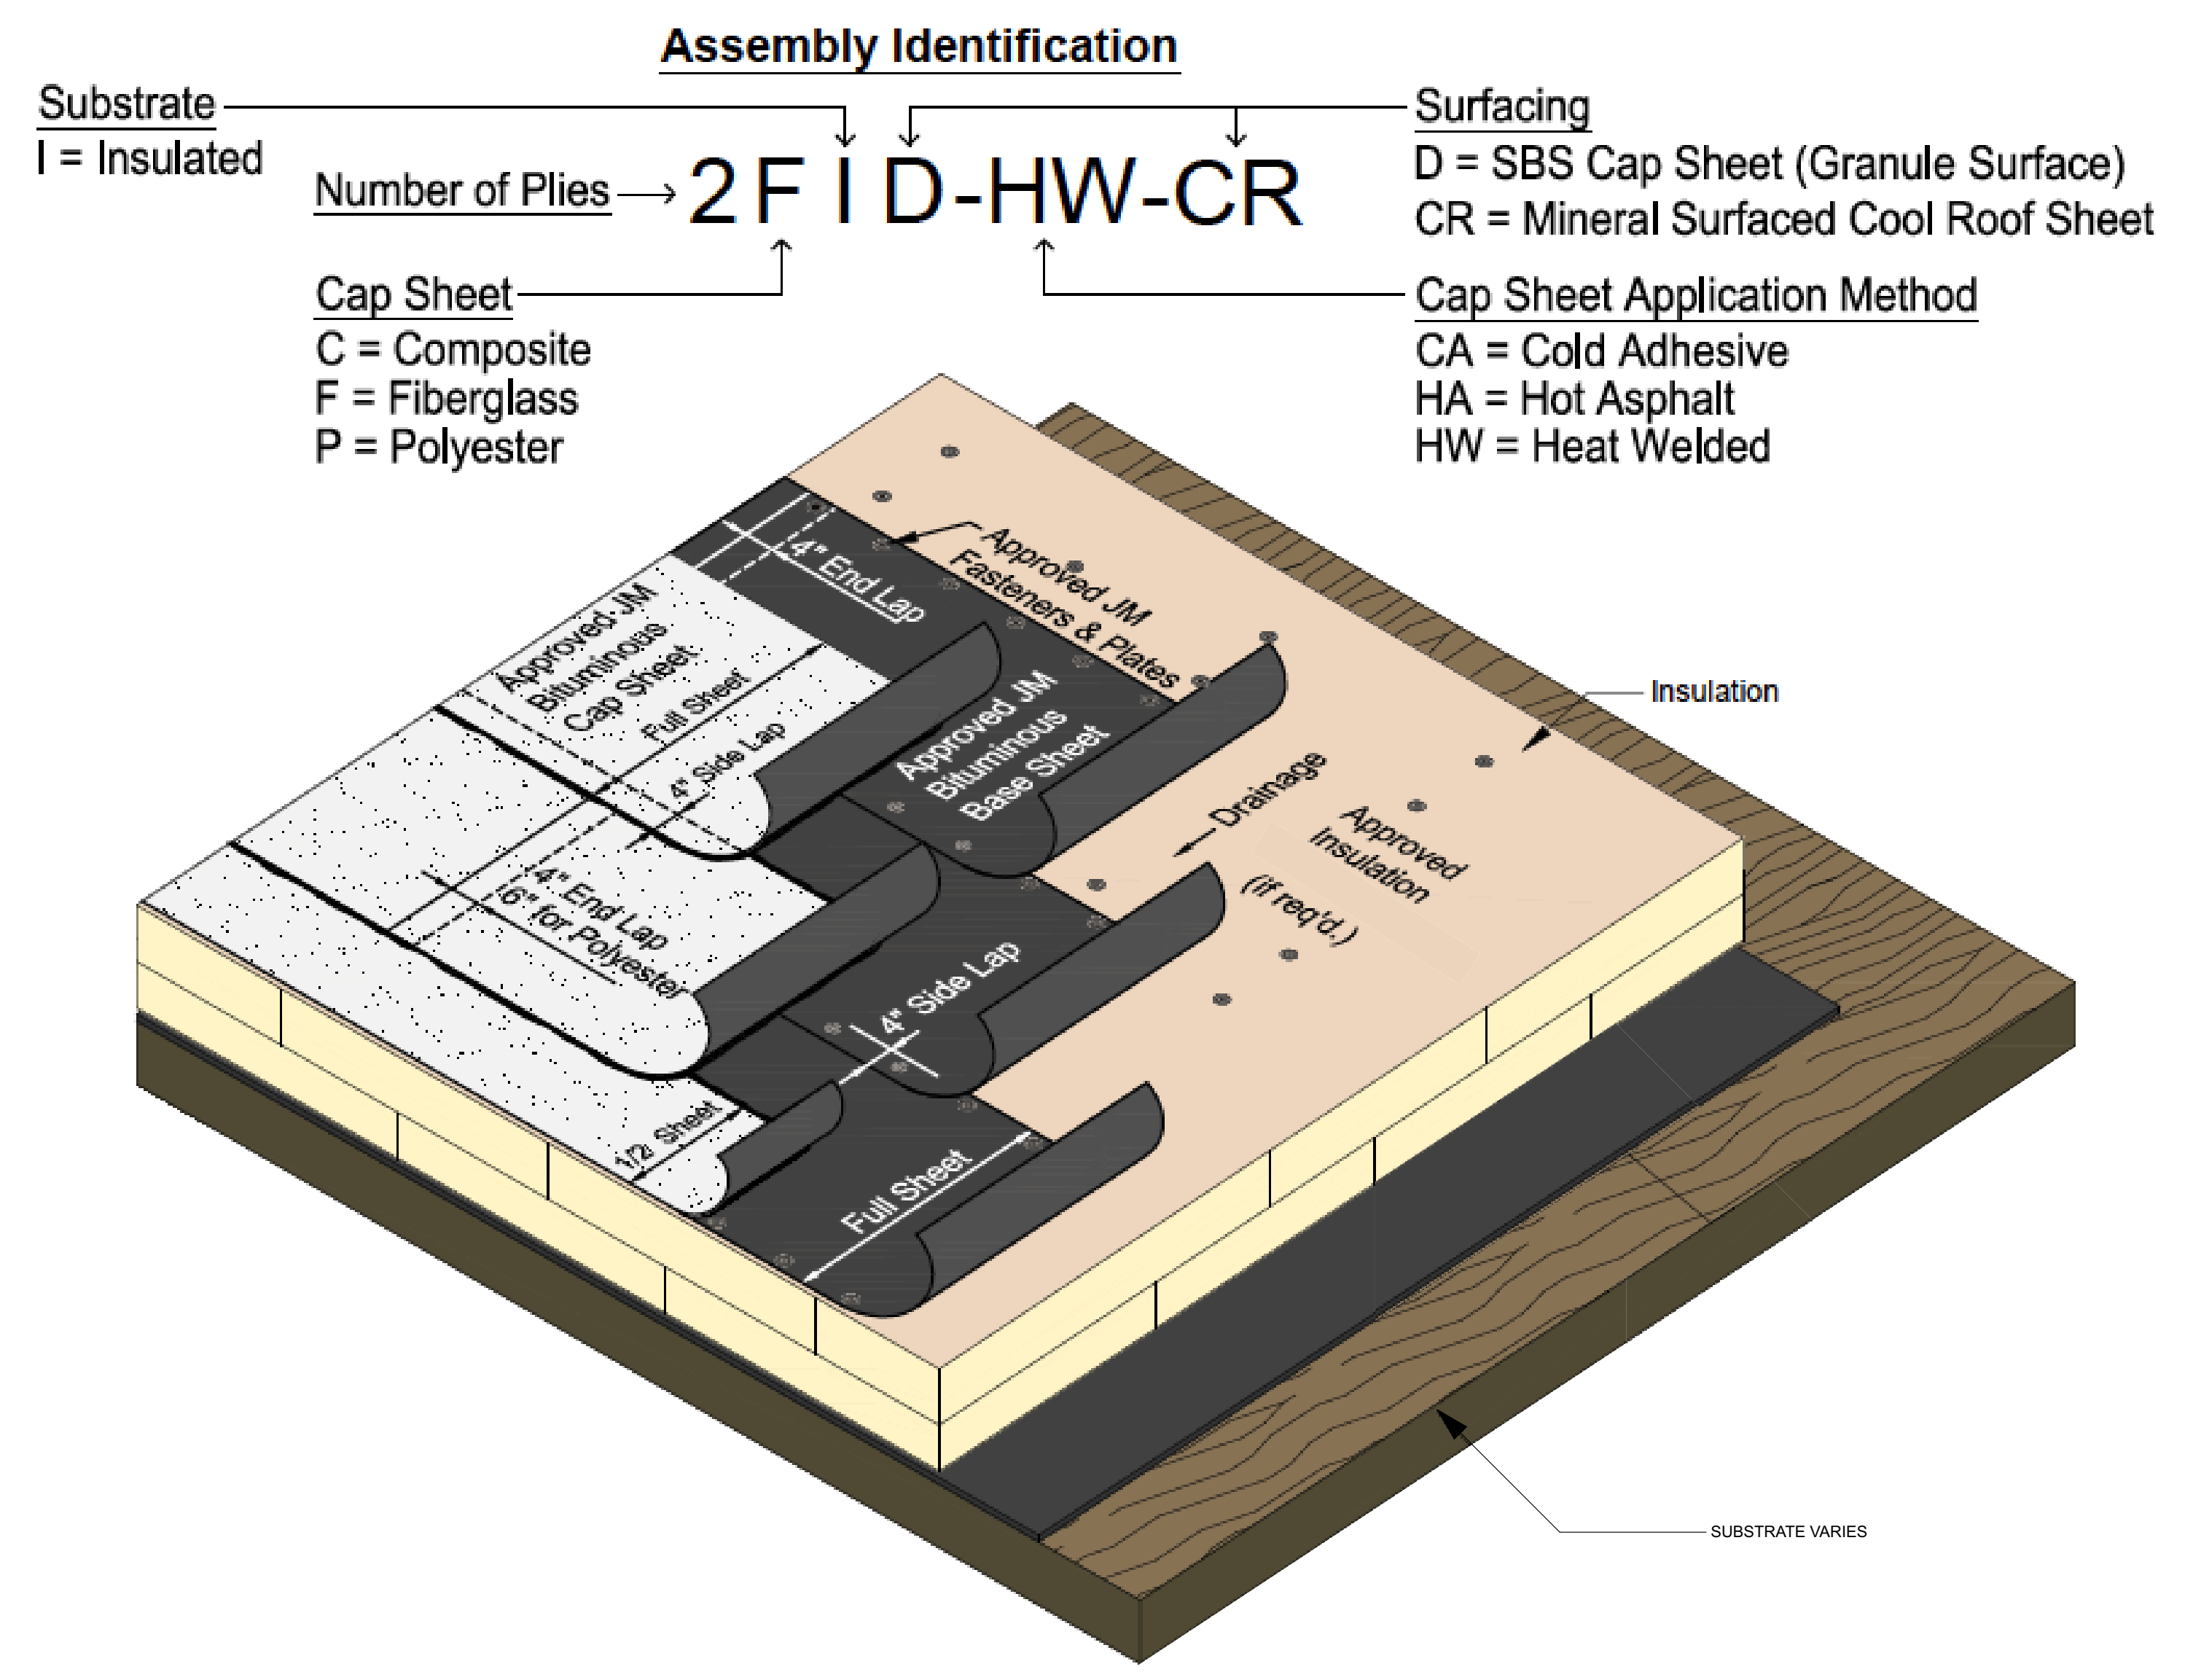 Assembly Identification
Substrate
I = Insulated
Number of Plies
2 F I D - HW - CR
Surfacing
D = SBS Cap Sheet (Granule Surface)
CR = Mineral Surfaced Cool Roof Sheet
Cap Sheet
C = Composite
F = Fiberglass
P = Polyester
Cap Sheet Application Method
CA = Cold Adhesive
HA = Hot Asphalt
HW = Heat Welded
4" End Lap
Approved JM
Fasteners & Plates
Approved JM
Bituminous
Cap Sheet
Full Sheet
4" Side Lap
Approved JM
Bituminous
Base Sheet
Insulation
Drainage
Approved
Insulation
(if req'd.)
4" End Lap
6" for Polyester
4" Side Lap
1/2 Sheet
Full Sheet
SUBSTRATE VARIES